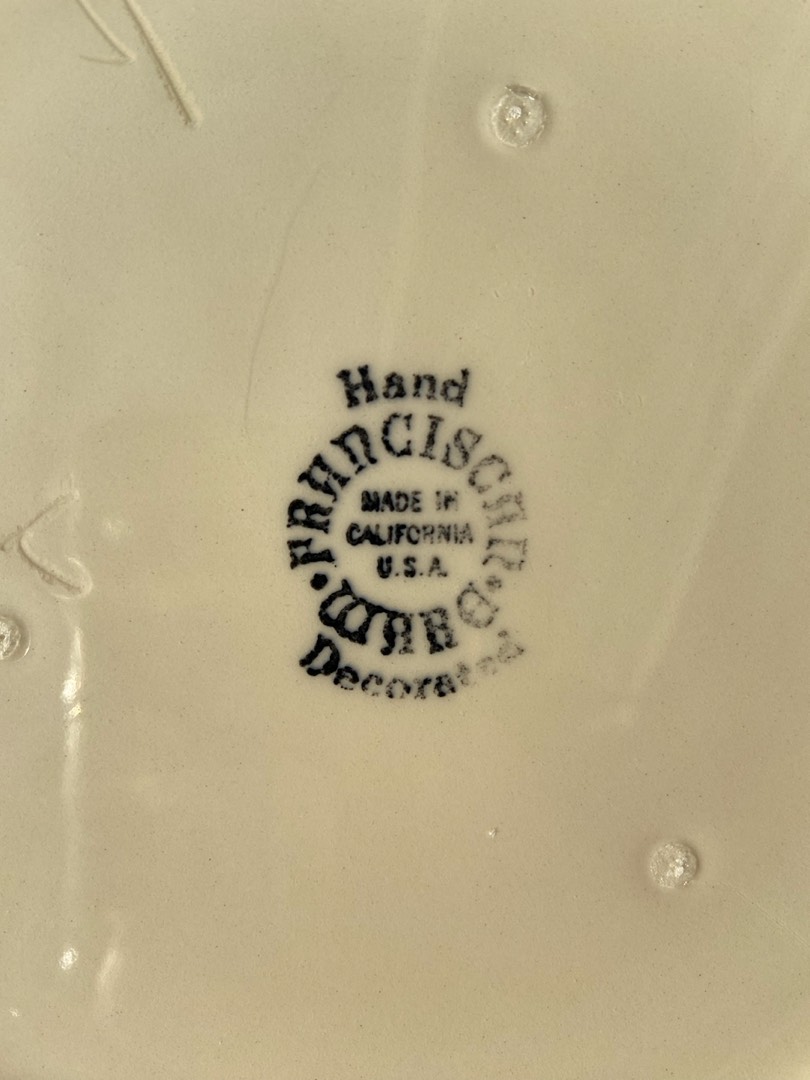 Hand
FRANCISCAN
MADE IN
CALIFORNIA
U.S.A.
• WARE •
Decorated